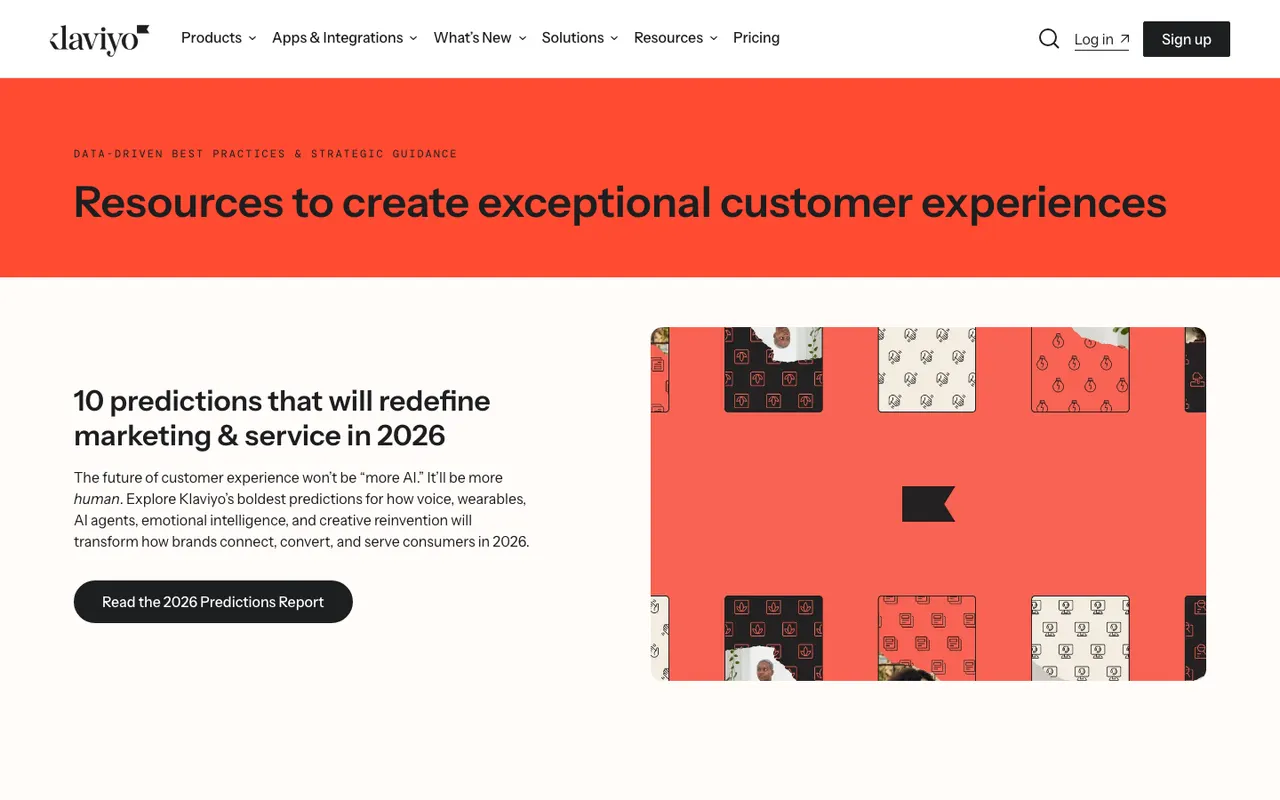 klaviyo
Products
Apps & Integrations
What's New
Solutions
Resources
Pricing
Log in
Sign up
DATA-DRIVEN BEST PRACTICES & STRATEGIC GUIDANCE
Resources to create exceptional customer experiences
10 predictions that will redefine
marketing & service in 2026
The future of customer experience won't be “more AI.” It'll be more
human. Explore Klaviyo's boldest predictions for how voice, wearables,
AI agents, emotional intelligence, and creative reinvention will
transform how brands connect, convert, and serve consumers in 2026.
Read the 2026 Predictions Report